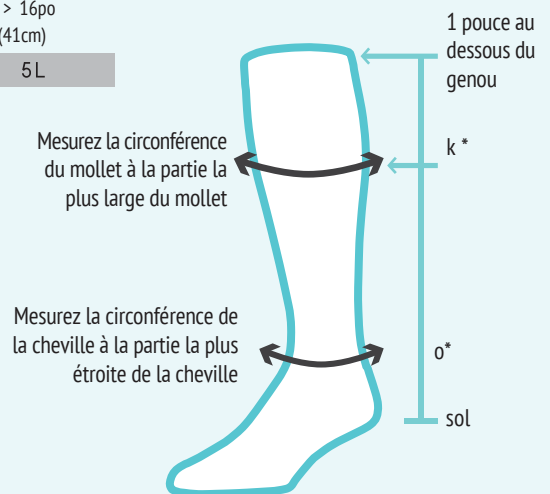 > 16po
(41cm)
5L
1 pouce au
dessous du
genou
Mesurez la circonférence
du mollet à la partie la
plus large du mollet
k *
Mesurez la circonférence de
la cheville à la partie la plus
étroite de la cheville
o*
sol